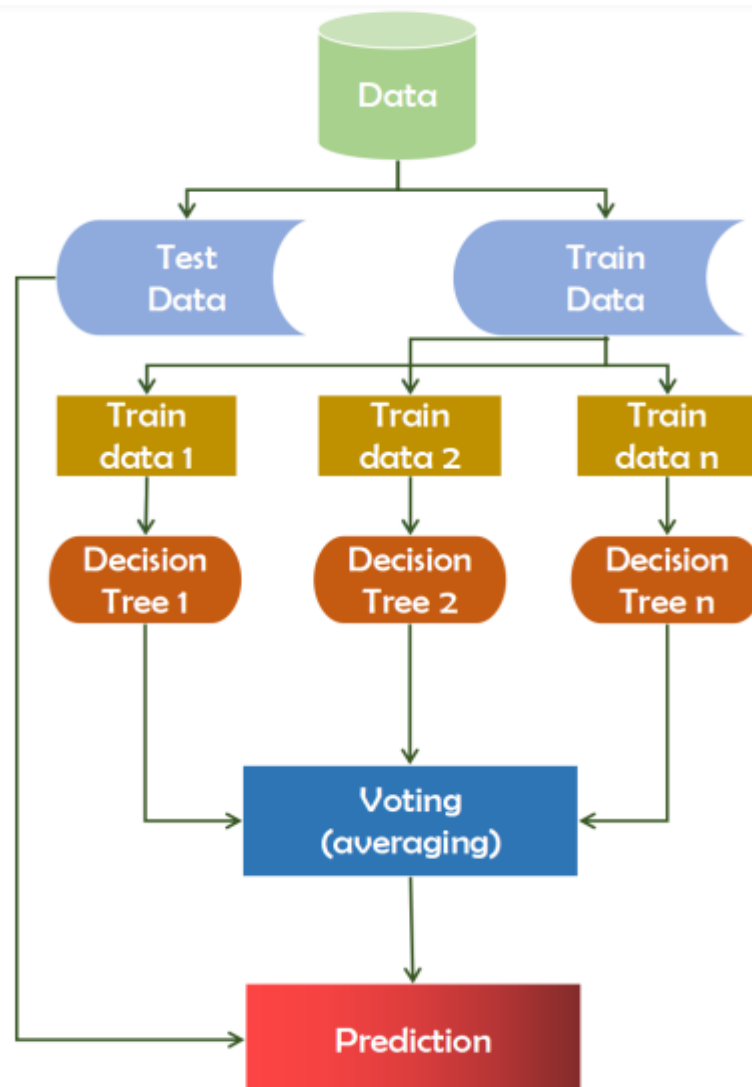 Data
Test
Data
Train
Data
Train
data 1
Train
data 2
Train
data n
Decision
Tree 1
Decision
Tree 2
Decision
Tree n
Voting
(averaging)
Prediction